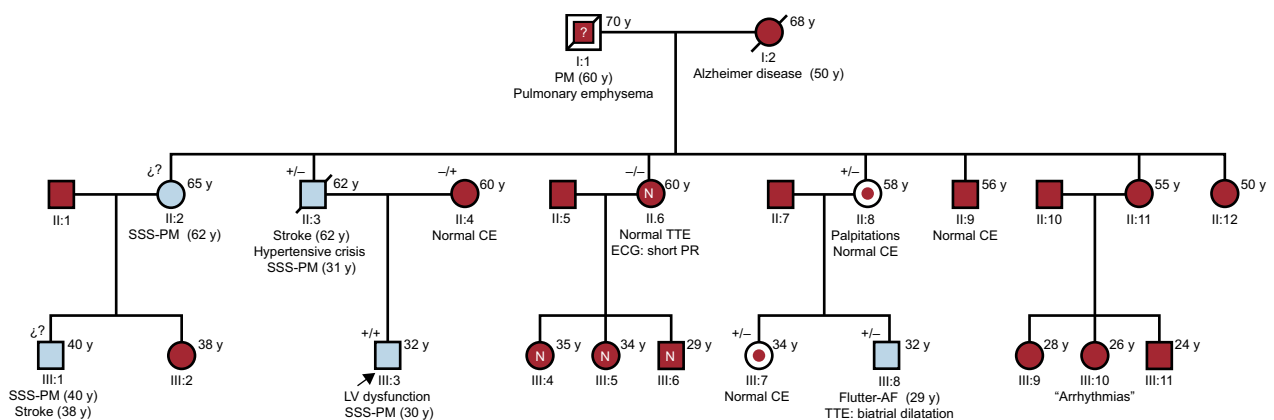 70 y
68 y
?
I:1
I:2
PM (60 y)
Alzheimer disease (50 y)
Pulmonary emphysema
¿?
+/–
–/+
–/–
+/–
65 y
62 y
60 y
60 y
58 y
56 y
55 y
50 y
N
II:1
II:2
II:3
II:4
II:5
II.6
II:7
II:8
II:9
II:10
II:11
II:12
SSS-PM (62 y)
Stroke (62 y)
Normal CE
Normal TTE
Palpitations
Normal CE
Hypertensive crisis
ECG: short PR
Normal CE
SSS-PM (31 y)
¿?
+/+
+/–
+/–
40 y
38 y
32 y
35 y
34 y
29 y
34 y
32 y
28 y
26 y
24 y
N
N
N
III:1
III:2
III:3
III:4
III:5
III:6
III:7
III:8
III:9
III:10
III:11
SSS-PM (40 y)
LV dysfunction
Normal CE
Flutter-AF (29 y)
“Arrhythmias”
Stroke (38 y)
SSS-PM (30 y)
TTE: biatrial dilatation